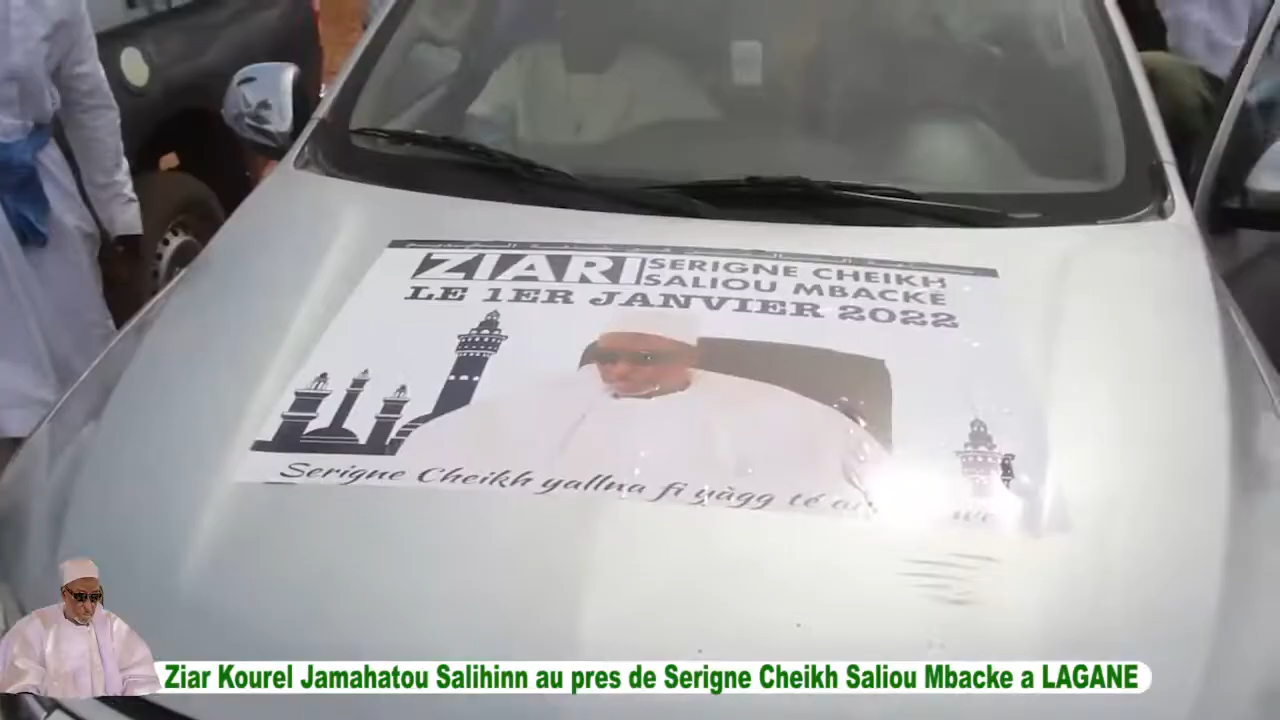 ZIARI SERIGNE CHEIKH
SALIOU MBACKE
LE 1ER JANVIER 2022
Serigne Cheikh yallna fi yàgg té
Ziar Kourel Jamahatou Salihinn au pres de Serigne Cheikh Saliou Mbacke a LAGANE